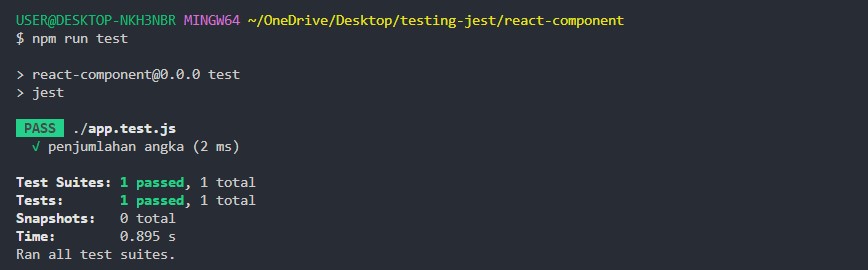 USER@DESKTOP-NKH3NBR MINGW64 ~/OneDrive/Desktop/testing-jest/react-component
$ npm run test
> react-component@0.0.0 test
> jest
PASS ./app.test.js
√ penjumlahan angka (2 ms)
Test Suites: 1 passed, 1 total
Tests: 1 passed, 1 total
Snapshots: 0 total
Time: 0.895 s
Ran all test suites.